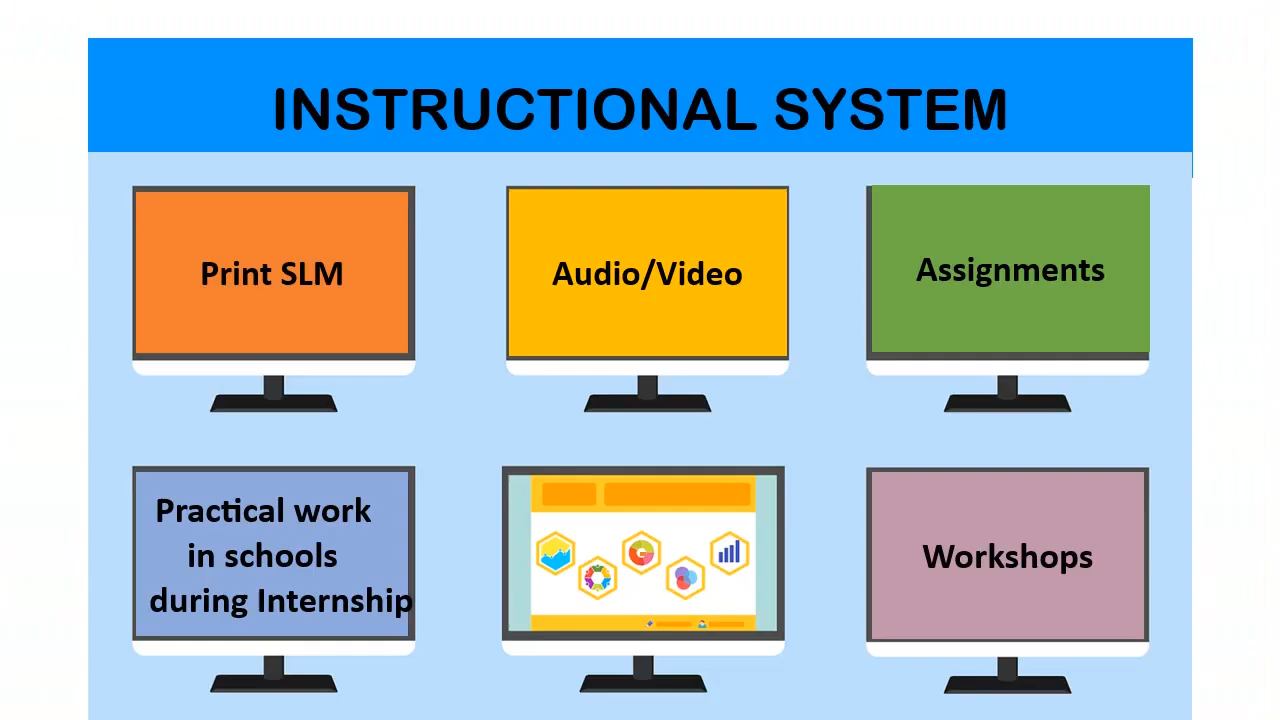 INSTRUCTIONAL SYSTEM
Print SLM
Audio/Video
Assignments
Practical work
in schools
during Internship
Workshops